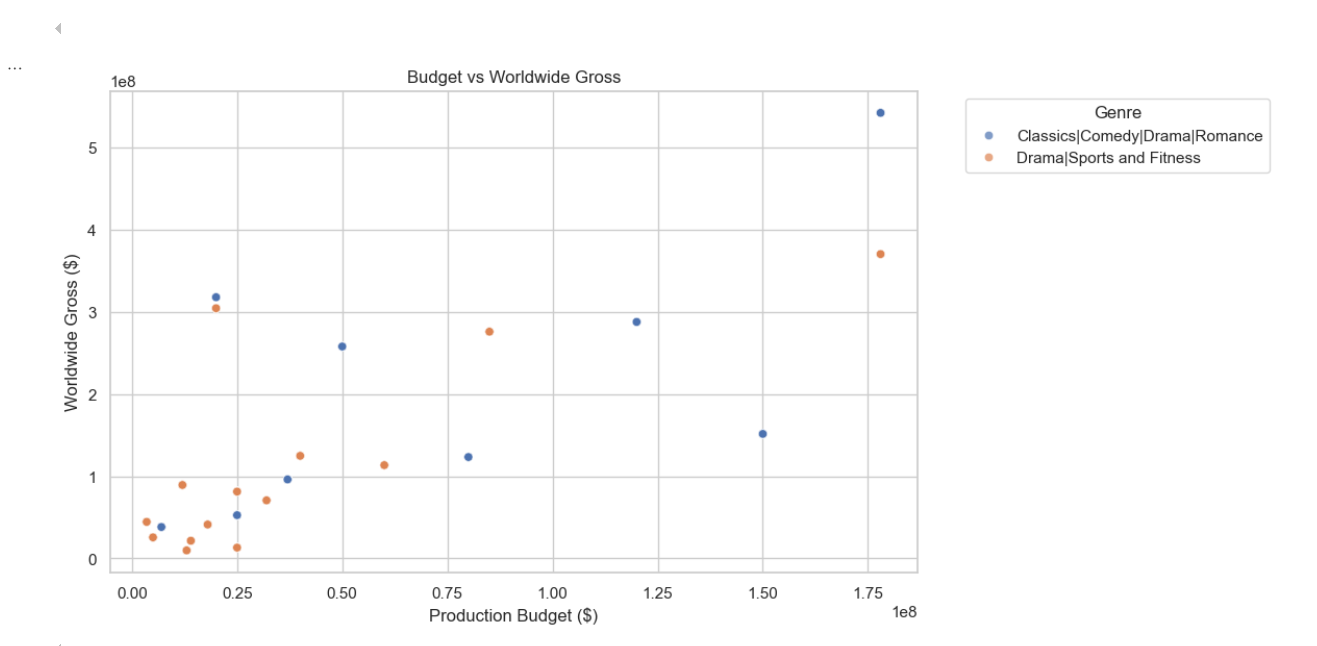 ...
Budget vs Worldwide Gross
1e8
5
4
3
2
1
0
Worldwide Gross ($)
0.00 0.25 0.50 0.75 1.00 1.25 1.50 1.75
1e8
Production Budget ($)
Genre
Classics|Comedy|Drama|Romance
Drama|Sports and Fitness